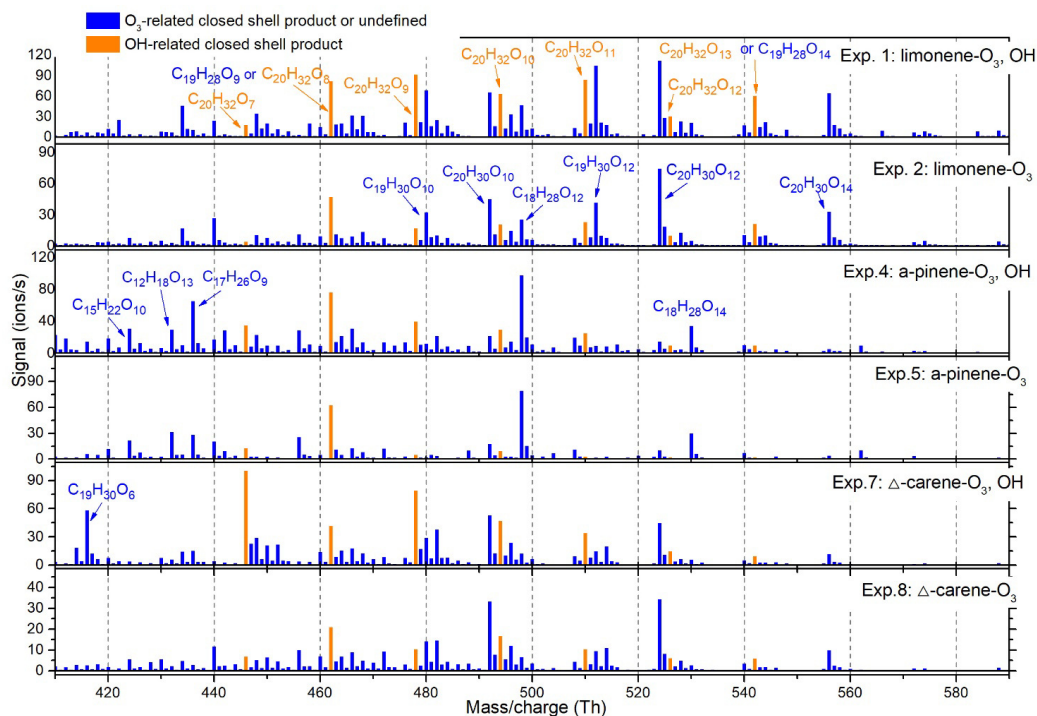 O₃-related closed shell product or undefined
OH-related closed shell product
Exp. 1: limonene-O₃, OH
C₁₉H₂₈O₉ or C₂₀H₃₂O₈
C₂₀H₃₂O₇
C₂₀H₃₂O₉
C₂₀H₃₂O₁₀
C₂₀H₃₂O₁₁
C₂₀H₃₂O₁₃ or C₁₉H₂₈O₁₄
C₂₀H₃₂O₁₂
120
90
60
30
0
Exp. 2: limonene-O₃
C₁₉H₃₀O₁₀
C₂₀H₃₀O₁₀
C₁₈H₂₈O₁₂
C₁₉H₃₀O₁₂
C₂₀H₃₀O₁₂
C₂₀H₃₀O₁₄
90
60
30
0
Exp.4: a-pinene-O₃, OH
C₁₅H₂₂O₁₀
C₁₂H₁₈O₁₃
C₁₇H₂₆O₉
C₁₈H₂₈O₁₄
120
80
40
0
Signal (ions/s)
Exp.5: a-pinene-O₃
90
60
30
0
Exp.7: △-carene-O₃, OH
C₁₉H₃₀O₆
90
60
30
0
Exp.8: △-carene-O₃
40
30
20
10
0
420 440 460 480 500 520 540 560 580
Mass/charge (Th)